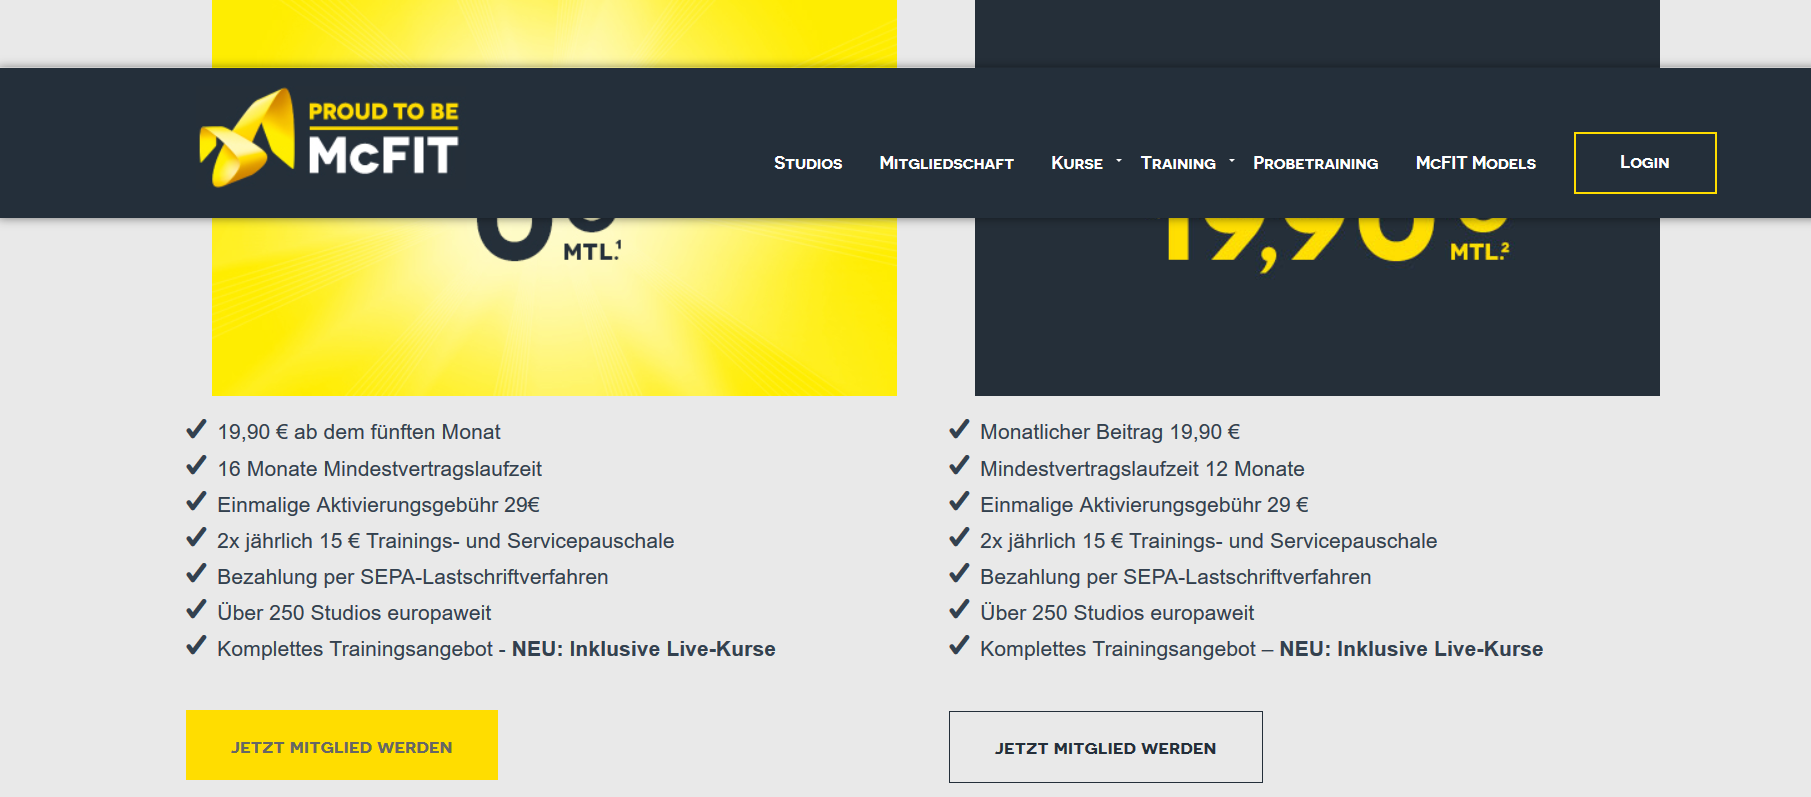 PROUD TO BE
McFIT
Studios
Mitgliedschaft
Kurse
Training
Probetraining
McFIT Models
Login
0€
MTL.¹
19,90€
MTL.²
19,90 € ab dem fünften Monat
16 Monate Mindestvertragslaufzeit
Einmalige Aktivierungsgebühr 29€
2x jährlich 15 € Trainings- und Servicepauschale
Bezahlung per SEPA-Lastschriftverfahren
Über 250 Studios europaweit
Komplettes Trainingsangebot - NEU: Inklusive Live-Kurse
JETZT MITGLIED WERDEN
Monatlicher Beitrag 19,90 €
Mindestvertragslaufzeit 12 Monate
Einmalige Aktivierungsgebühr 29 €
2x jährlich 15 € Trainings- und Servicepauschale
Bezahlung per SEPA-Lastschriftverfahren
Über 250 Studios europaweit
Komplettes Trainingsangebot – NEU: Inklusive Live-Kurse
JETZT MITGLIED WERDEN